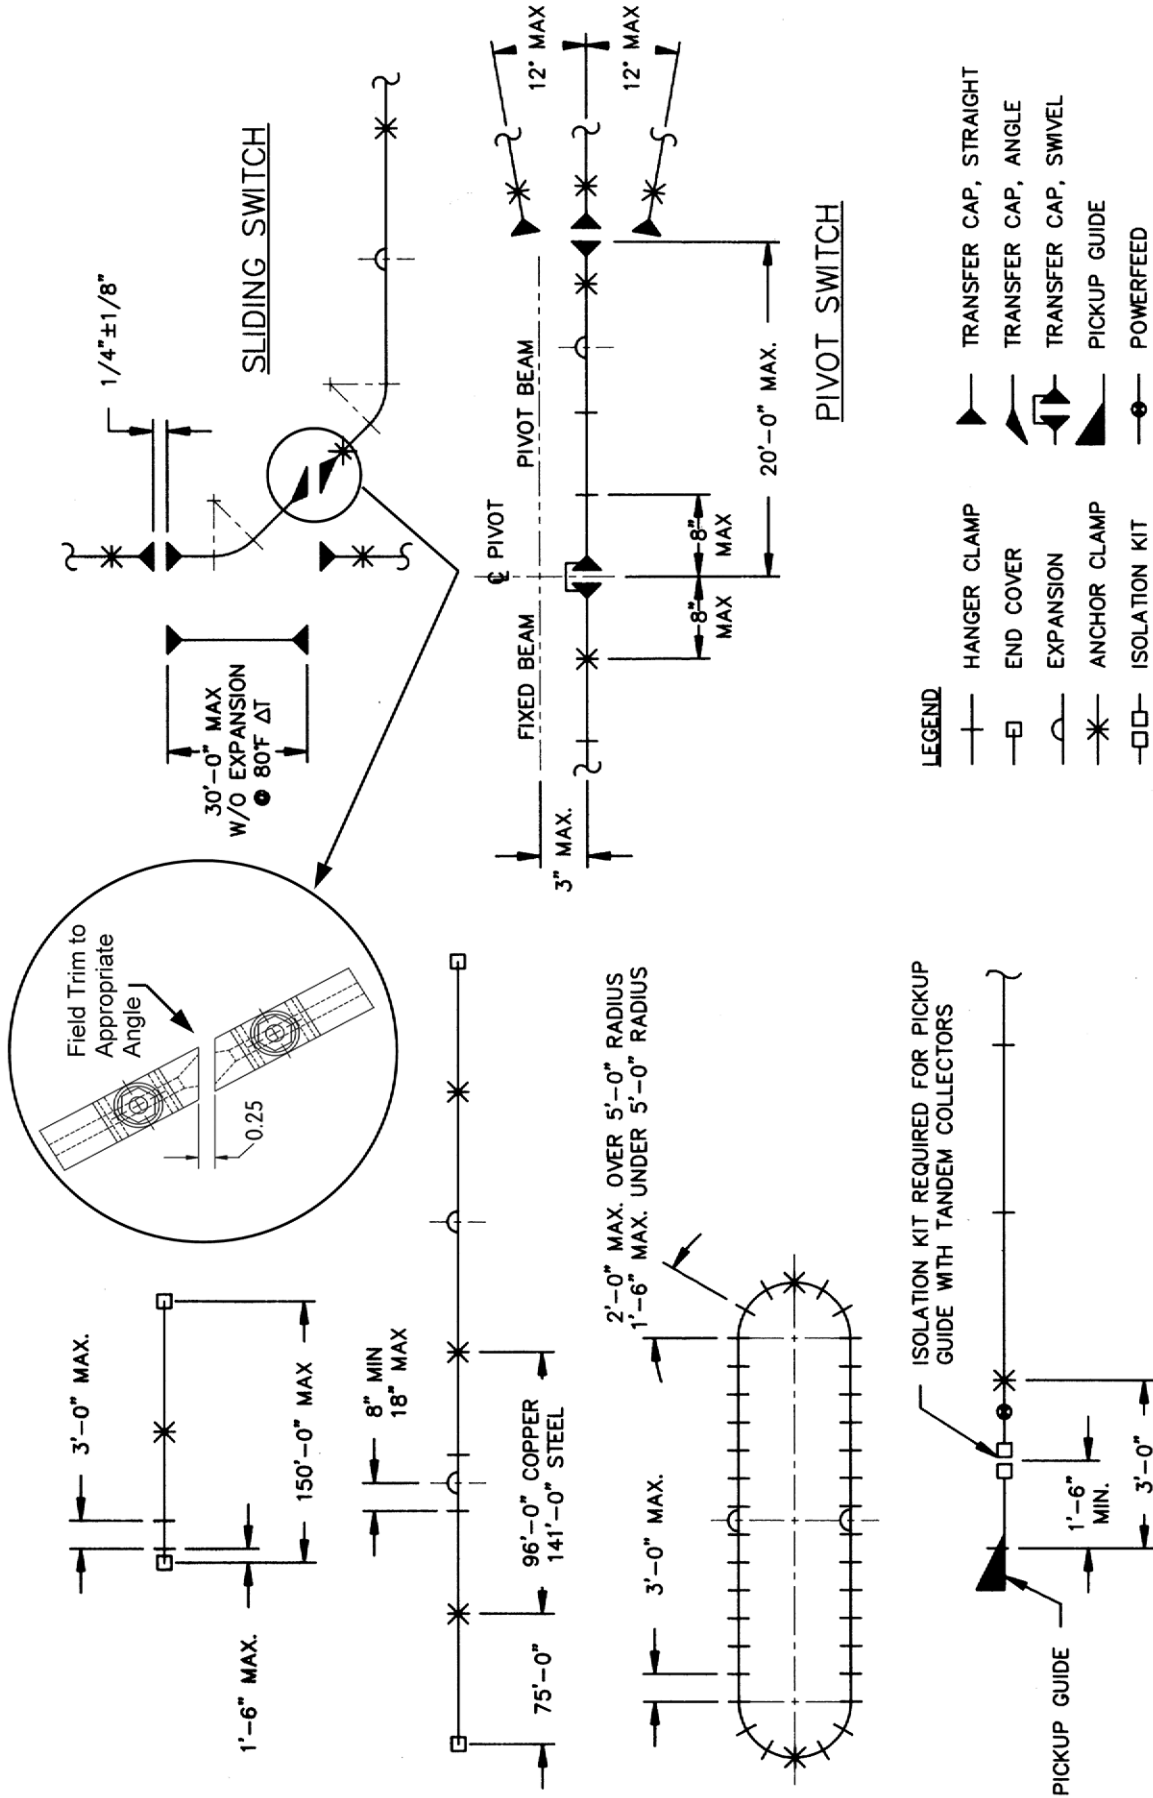 3'-0" MAX.
1'-6" MAX.
150'-0" MAX
Field Trim to
Appropriate
Angle
0.25
30'-0" MAX
W/O EXPANSION
@ 80°F ΔT
1/4"±1/8"
SLIDING SWITCH
8" MIN
18" MAX
75'-0"
96'-0" COPPER
141'-0" STEEL
3" MAX.
FIXED BEAM
℄ PIVOT
PIVOT BEAM
8"
MAX
8"
MAX
20'-0" MAX.
12° MAX
12° MAX
PIVOT SWITCH
3'-0" MAX.
2'-0" MAX. OVER 5'-0" RADIUS
1'-6" MAX. UNDER 5'-0" RADIUS
PICKUP GUIDE
1'-6"
MIN.
3'-0"
ISOLATION KIT REQUIRED FOR PICKUP
GUIDE WITH TANDEM COLLECTORS
LEGEND
HANGER CLAMP
END COVER
EXPANSION
ANCHOR CLAMP
ISOLATION KIT
TRANSFER CAP, STRAIGHT
TRANSFER CAP, ANGLE
TRANSFER CAP, SWIVEL
PICKUP GUIDE
POWERFEED